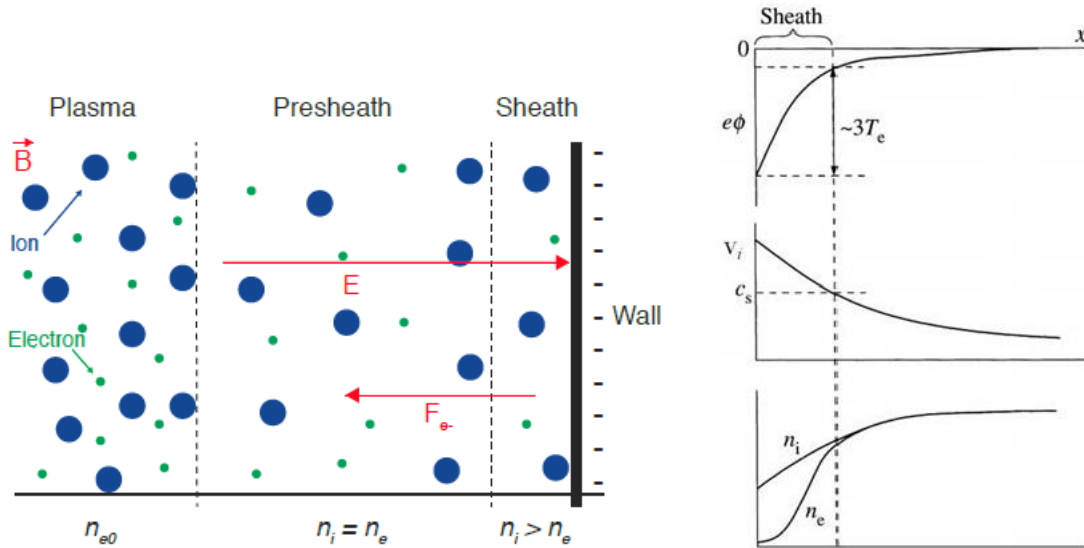 Plasma
Presheath
Sheath
B
Ion
E
Electron
Fe-
Wall
-
-
-
-
-
-
-
-
-
-
-
nₑ₀
nᵢ = nₑ
nᵢ > nₑ
Sheath
0
x
eϕ
~3Tₑ
Vᵢ
cₛ
nᵢ
nₑ